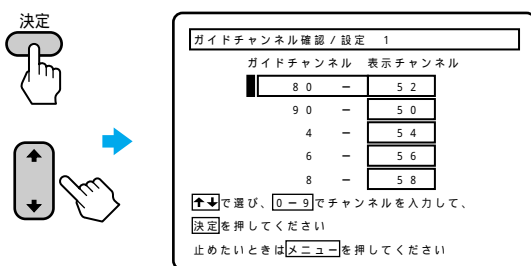 決定
ガイドチャンネル確認/設定 1
ガイドチャンネル 表示チャンネル
80 − 52
90 − 50
4 − 54
6 − 56
8 − 58
↑↓で選び、0−9でチャンネルを入力して、
決定を押してください
止めたいときはメニューを押してください